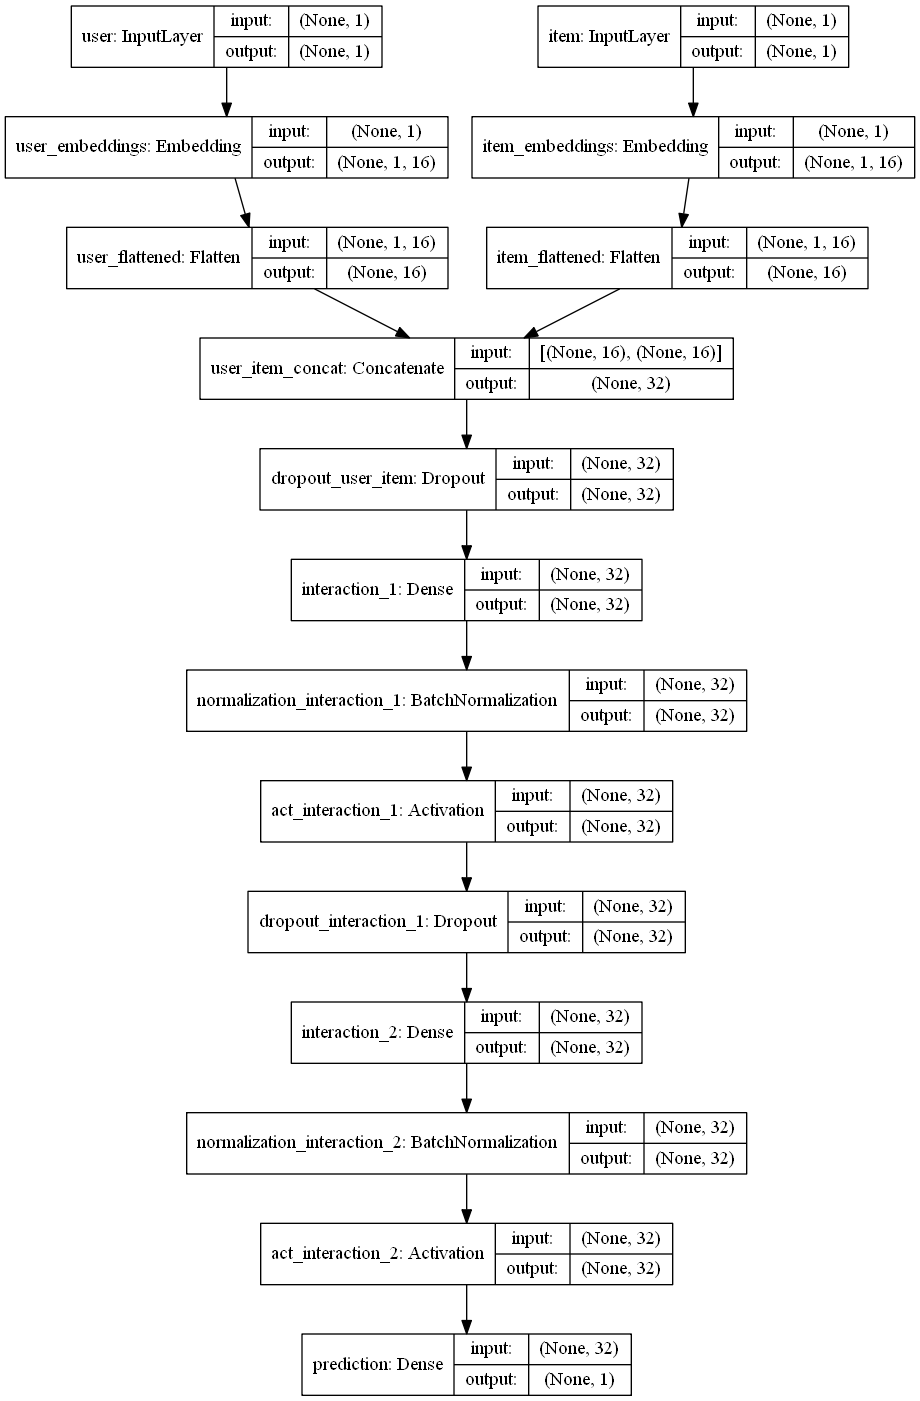 user: InputLayer
input: (None, 1)
output: (None, 1)
item: InputLayer
input: (None, 1)
output: (None, 1)
user_embeddings: Embedding
input: (None, 1)
output: (None, 1, 16)
item_embeddings: Embedding
input: (None, 1)
output: (None, 1, 16)
user_flattened: Flatten
input: (None, 1, 16)
output: (None, 16)
item_flattened: Flatten
input: (None, 1, 16)
output: (None, 16)
user_item_concat: Concatenate
input: [(None, 16), (None, 16)]
output: (None, 32)
dropout_user_item: Dropout
input: (None, 32)
output: (None, 32)
interaction_1: Dense
input: (None, 32)
output: (None, 32)
normalization_interaction_1: BatchNormalization
input: (None, 32)
output: (None, 32)
act_interaction_1: Activation
input: (None, 32)
output: (None, 32)
dropout_interaction_1: Dropout
input: (None, 32)
output: (None, 32)
interaction_2: Dense
input: (None, 32)
output: (None, 32)
normalization_interaction_2: BatchNormalization
input: (None, 32)
output: (None, 32)
act_interaction_2: Activation
input: (None, 32)
output: (None, 32)
prediction: Dense
input: (None, 32)
output: (None, 1)